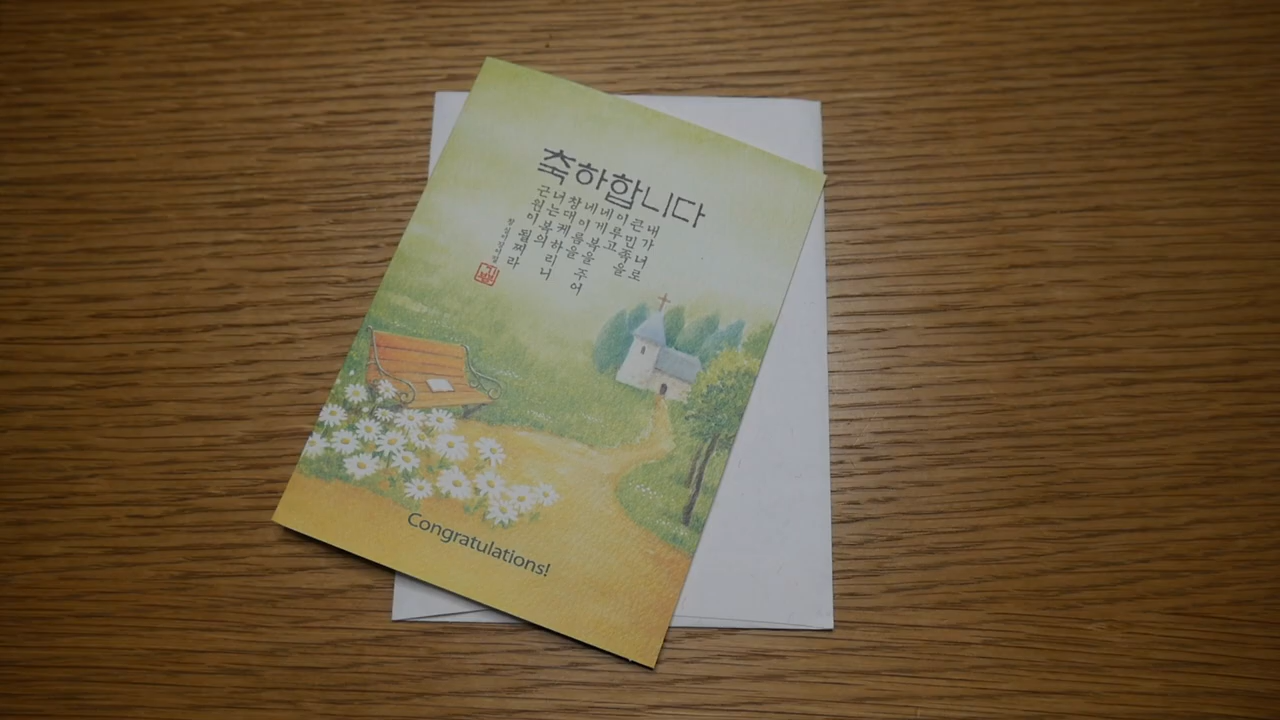 축하합니다
내가 너로
큰 민족을
이루고
네게 복을 주어
네 이름을
창대케 하리니
너는 복의
근원이 될찌라
Congratulations!